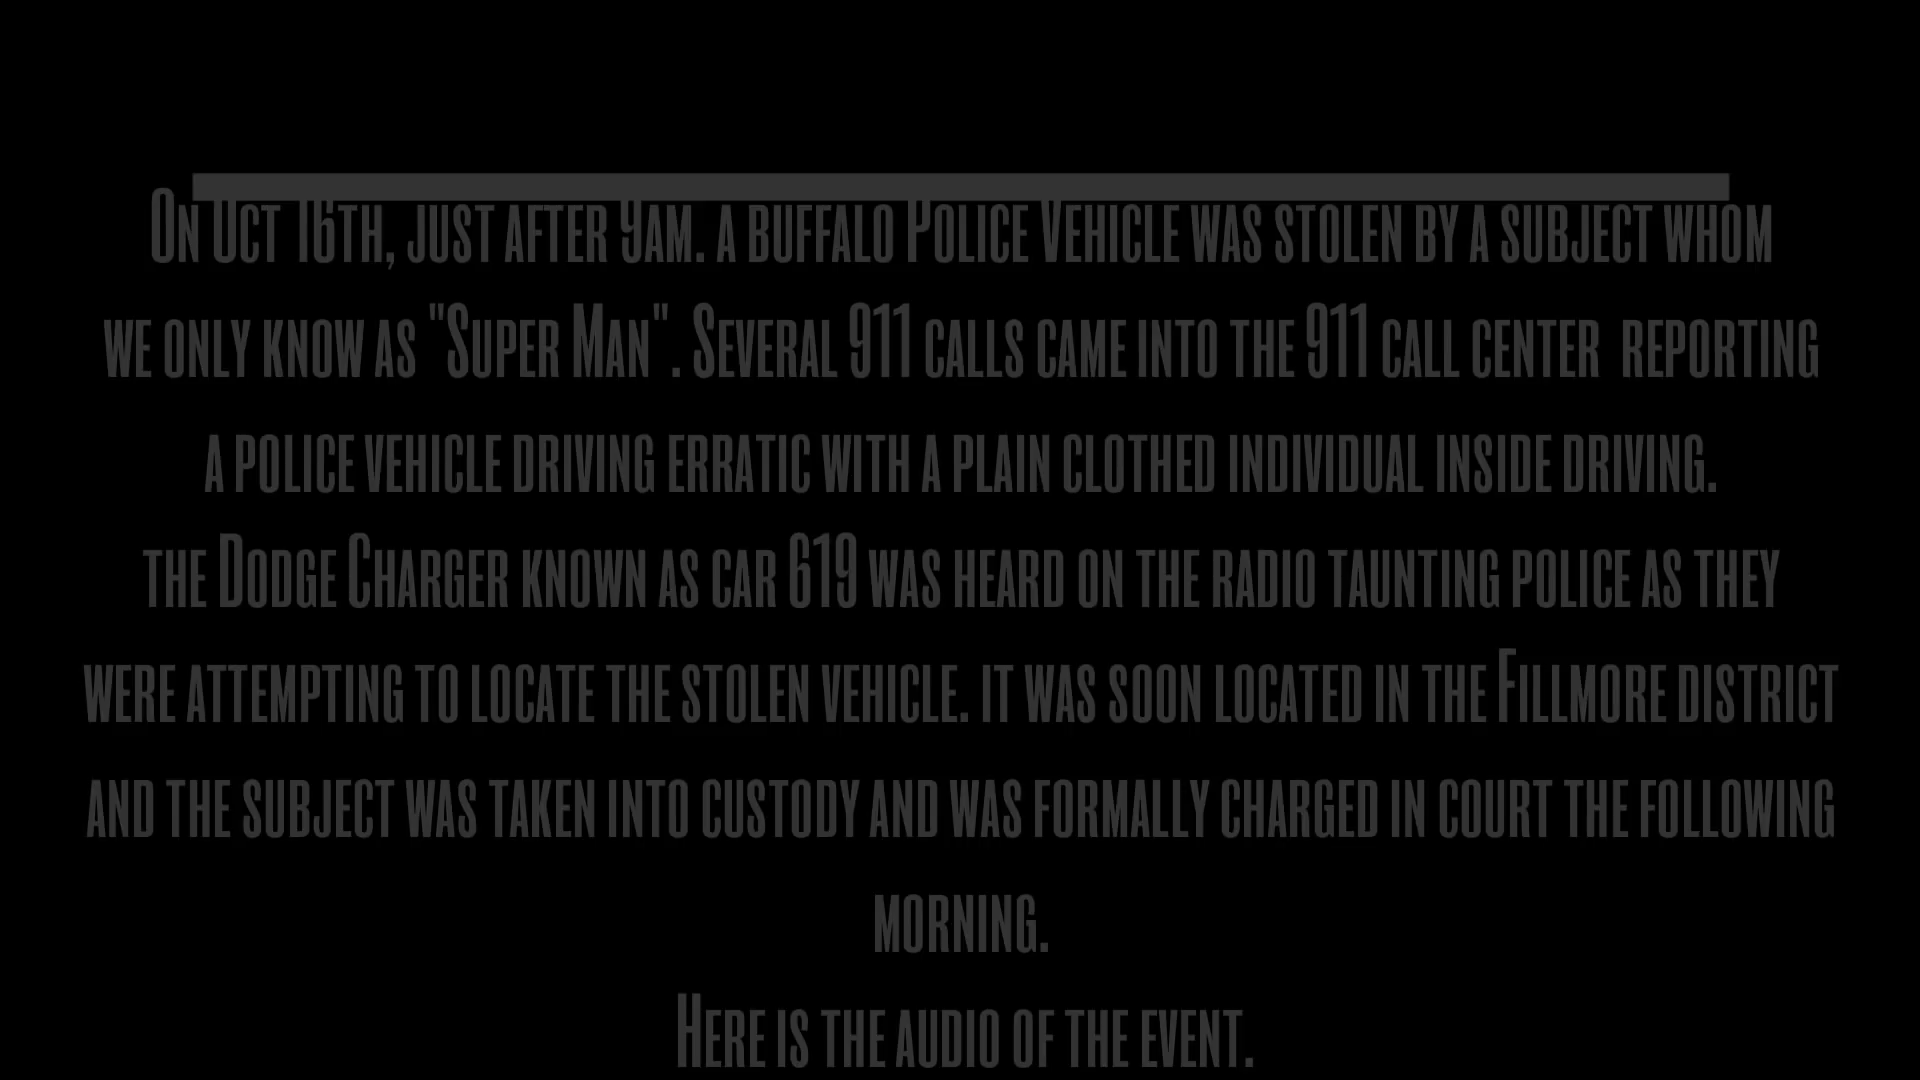 On Oct 16th, just after 9am. a buffalo Police Vehicle was stolen by a subject whom
we only know as "Super Man". Several 911 calls came into the 911 call center  reporting
a police vehicle driving erratic with a plain clothed individual inside driving.
the Dodge Charger known as car 619 was heard on the radio taunting police as they
were attempting to locate the stolen vehicle. it was soon located in the Fillmore district
and the subject was taken into custody and was formally charged in court the following
morning.
Here is the audio of the event.